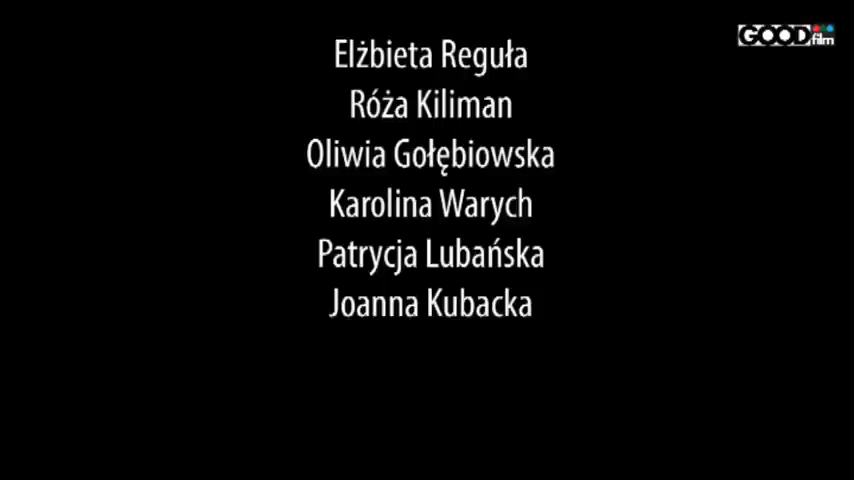 GOOD film
Elżbieta Reguła
Róża Kiliman
Oliwia Gołębiowska
Karolina Warych
Patrycja Lubańska
Joanna Kubacka